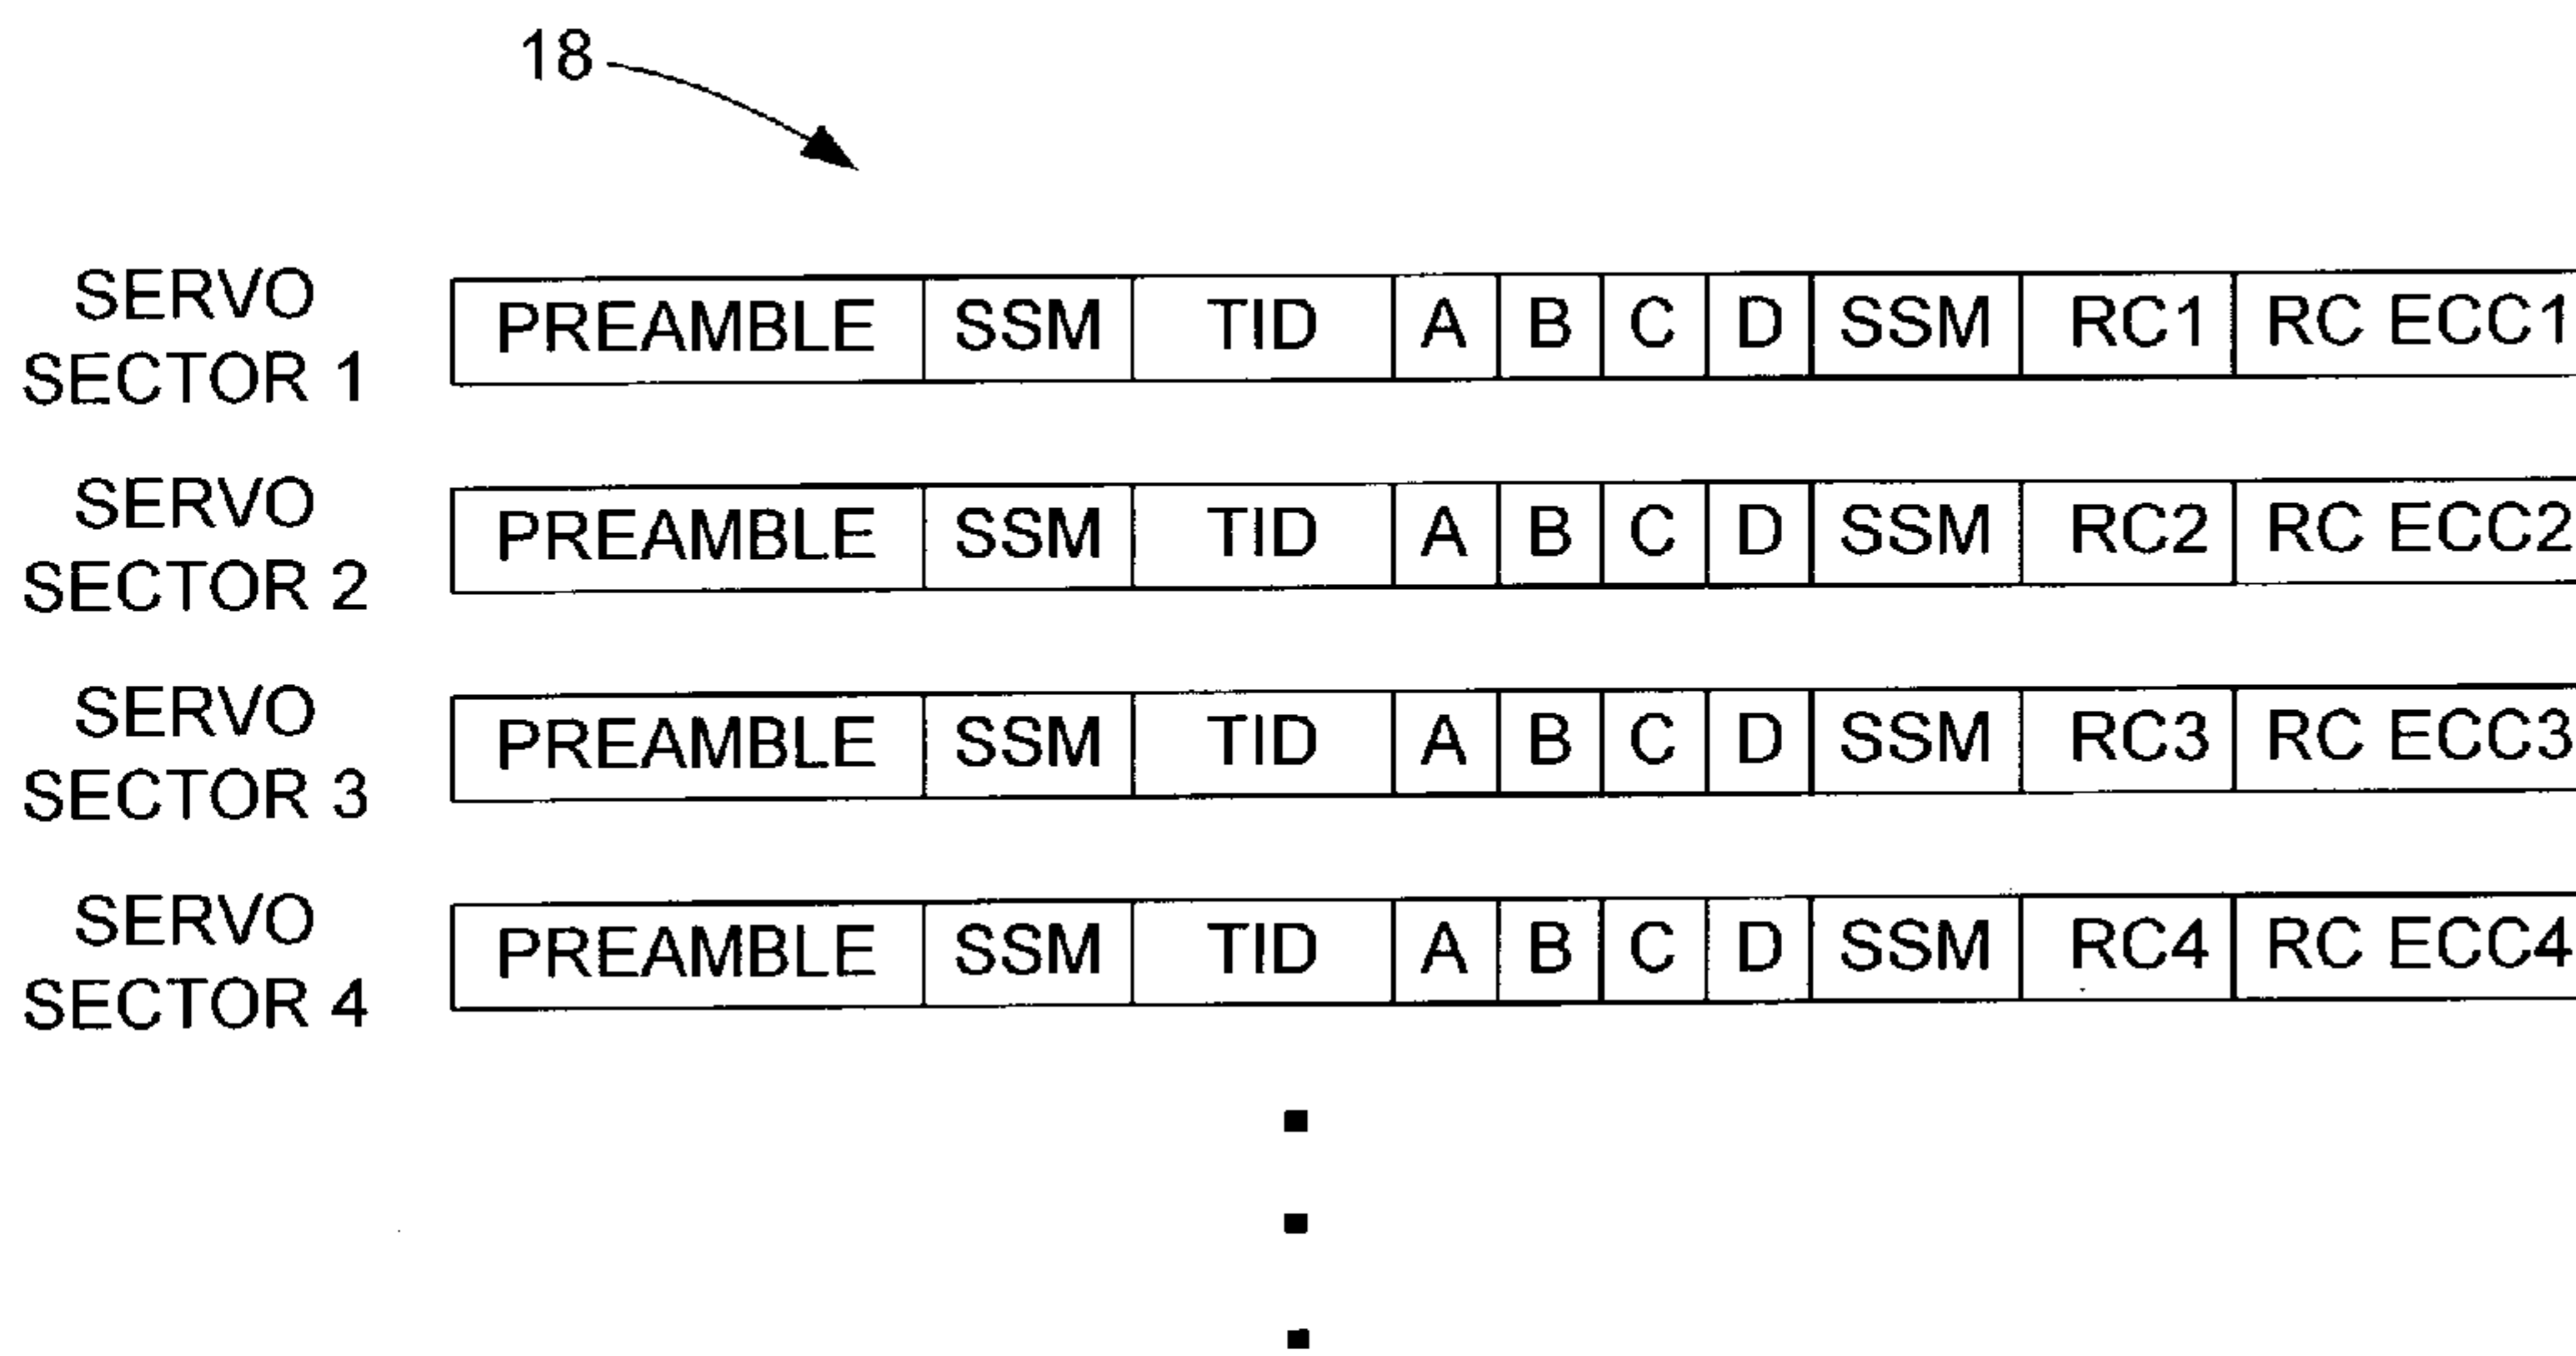 18
SERVO
SECTOR 1
PREAMBLE SSM TID A B C D SSM RC1 RC ECC1
SERVO
SECTOR 2
PREAMBLE SSM TID A B C D SSM RC2 RC ECC2
SERVO
SECTOR 3
PREAMBLE SSM TID A B C D SSM RC3 RC ECC3
SERVO
SECTOR 4
PREAMBLE SSM TID A B C D SSM RC4 RC ECC4